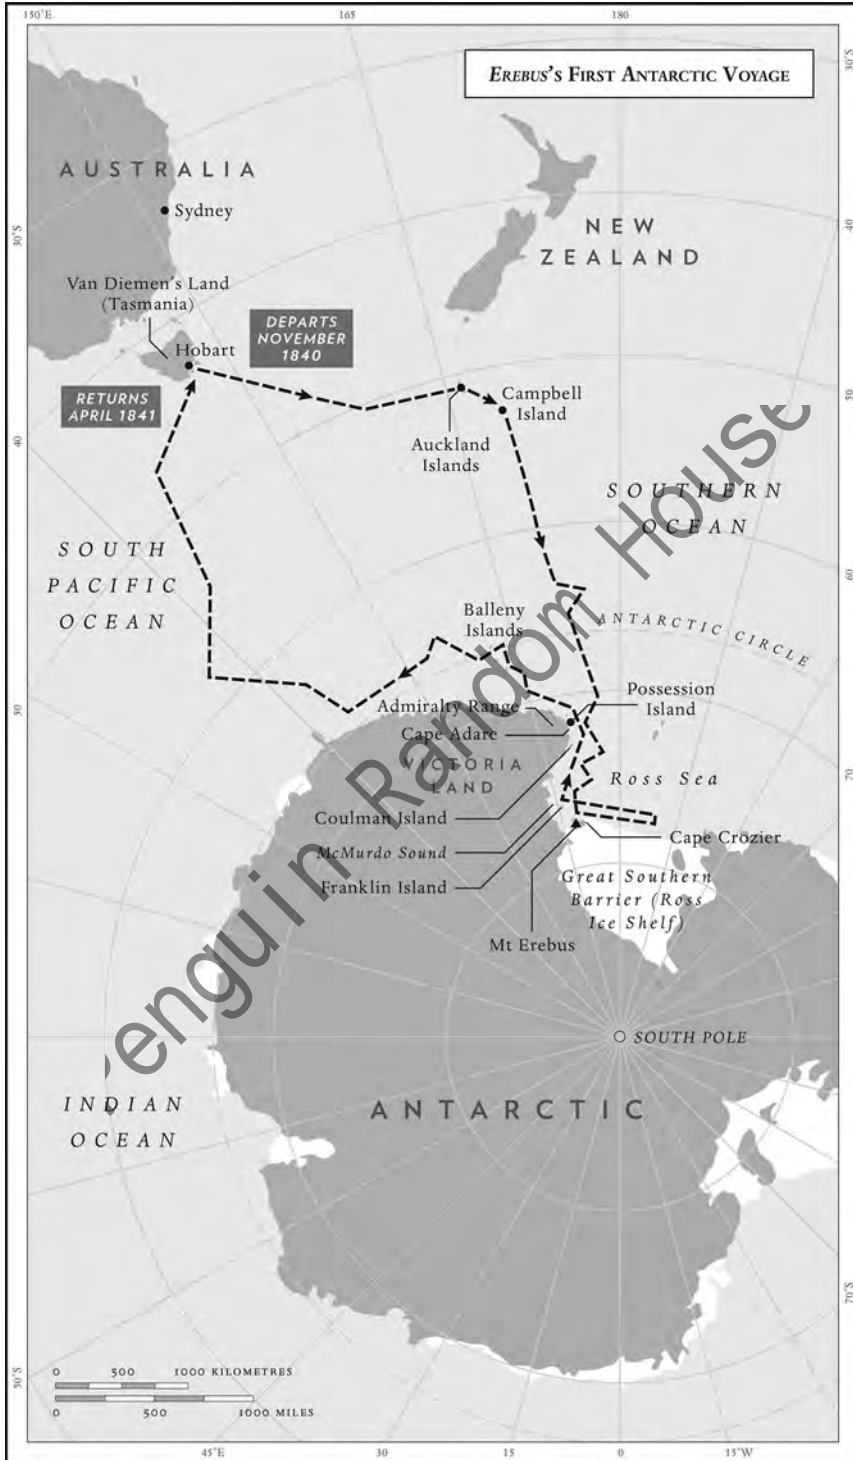 150°E
165
180
30°S
EREBUS'S FIRST ANTARCTIC VOYAGE
AUSTRALIA
Sydney
NEW
ZEALAND
40
30°S
Van Diemen's Land
(Tasmania)
DEPARTS
NOVEMBER
1840
Hobart
RETURNS
APRIL 1841
Campbell
Island
50
Auckland
Islands
40
SOUTHERN
OCEAN
SOUTH
PACIFIC
OCEAN
60
Balleny
Islands
ANTARCTIC CIRCLE
50
Admiralty Range
Possession
Island
Cape Adare
VICTORIA
LAND
Ross Sea
70
Coulman Island
McMurdo Sound
Cape Crozier
Franklin Island
Great Southern
Barrier (Ross
Ice Shelf)
Mt Erebus
SOUTH POLE
INDIAN
OCEAN
ANTARCTIC
70°S
50°S
0 500 1000 KILOMETRES
0 500 1000 MILES
45°E
30
15
0
15°W
Penguin Random House